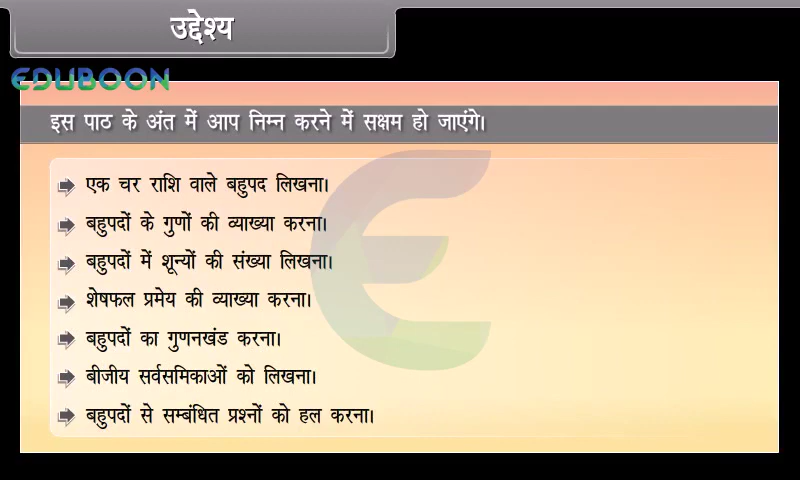 उद्देश्य
EDUBOON
इस पाठ के अंत में आप निम्न करने में सक्षम हो जाएंगे।
एक चर राशि वाले बहुपद लिखना।
बहुपदों के गुणों की व्याख्या करना।
बहुपदों में शून्यों की संख्या लिखना।
शेषफल प्रमेय की व्याख्या करना।
बहुपदों का गुणनखंड करना।
बीजीय सर्वसमिकाओं को लिखना।
बहुपदों से सम्बंधित प्रश्नों को हल करना।